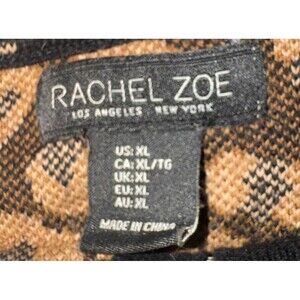 RACHEL ZOE
LOS ANGELES NEW YORK
US: XL
CA: XL/TG
UK: XL
EU: XL
AU: XL
MADE IN CHINA